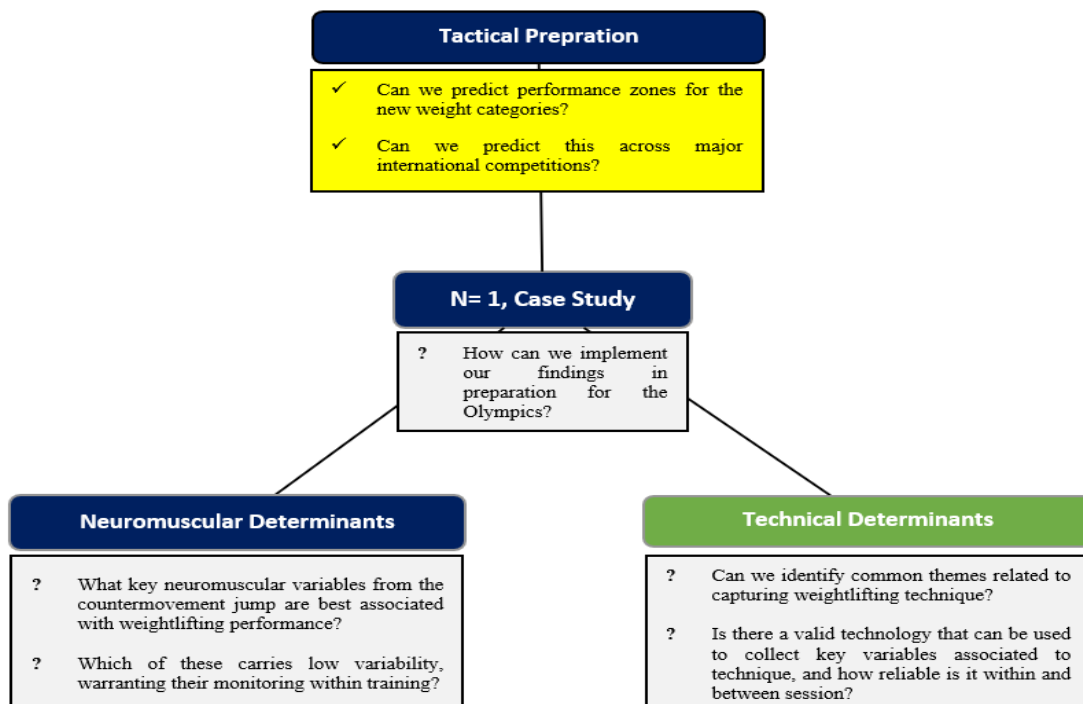 Tactical Prepration
✓ Can we predict performance zones for the
new weight categories?
✓ Can we predict this across major
international competitions?
N= 1, Case Study
? How can we implement
our findings in
preparation for the
Olympics?
Neuromuscular Determinants
? What key neuromuscular variables from the
countermovement jump are best associated
with weightlifting performance?
? Which of these carries low variability,
warranting their monitoring within training?
Technical Determinants
? Can we identify common themes related to
capturing weightlifting technique?
? Is there a valid technology that can be used
to collect key variables associated to
technique, and how reliable is it within and
between session?